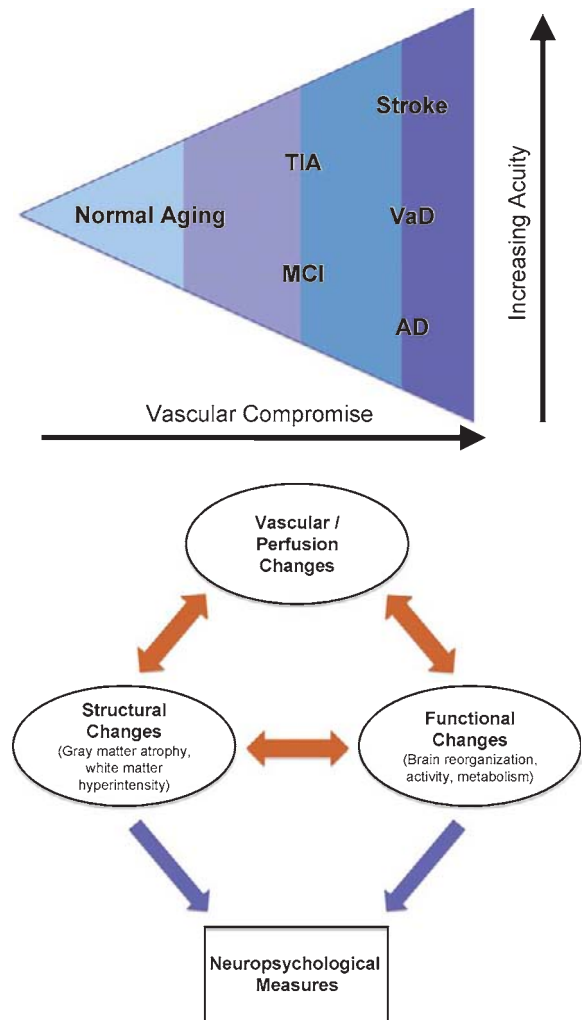 Stroke
TIA
Normal Aging
VaD
MCI
AD
Increasing Acuity
Vascular Compromise
Vascular /
Perfusion
Changes
Structural
Changes
(Gray matter atrophy,
white matter
hyperintensity)
Functional
Changes
(Brain reorganization,
activity, metabolism)
Neuropsychological
Measures